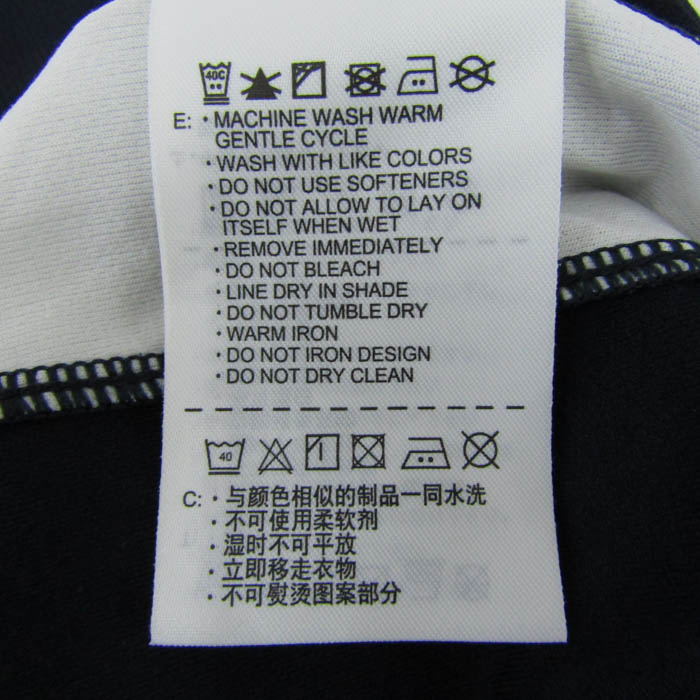 40C
E: · MACHINE WASH WARM
GENTLE CYCLE
· WASH WITH LIKE COLORS
· DO NOT USE SOFTENERS
· DO NOT ALLOW TO LAY ON
ITSELF WHEN WET
· REMOVE IMMEDIATELY
· DO NOT BLEACH
· LINE DRY IN SHADE
· DO NOT TUMBLE DRY
· WARM IRON
· DO NOT IRON DESIGN
· DO NOT DRY CLEAN
40
C: · 与颜色相似的制品一同水洗
· 不可使用柔软剂
· 湿时不可平放
· 立即移走衣物
· 不可熨烫图案部分